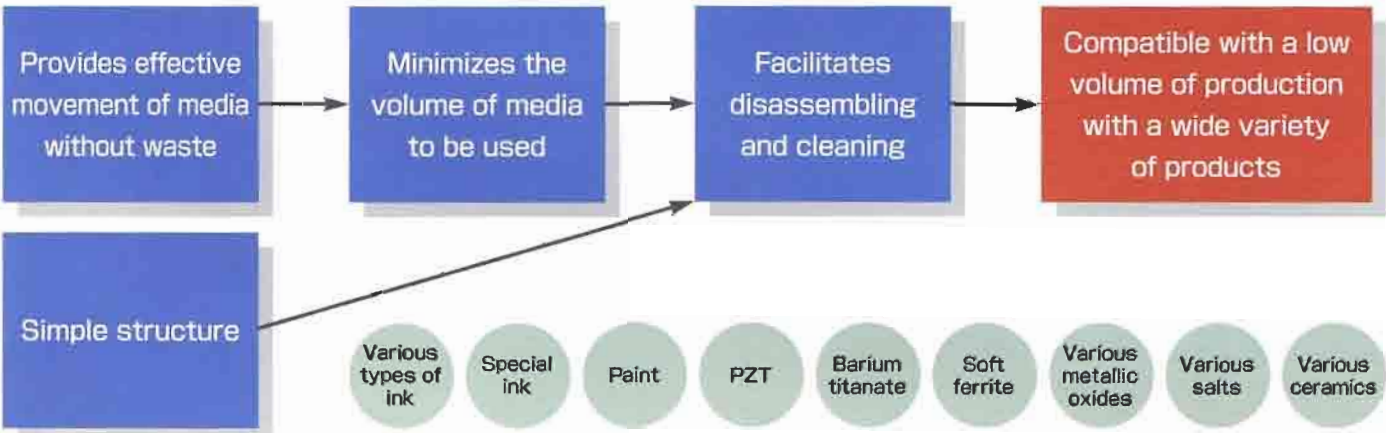 Provides effective
movement of media
without waste
Minimizes the
volume of media
to be used
Facilitates
disassembling
and cleaning
Compatible with a low
volume of production
with a wide variety
of products
Simple structure
Various
types of
ink
Special
ink
Paint
PZT
Barium
titanate
Soft
ferrite
Various
metallic
oxides
Various
salts
Various
ceramics